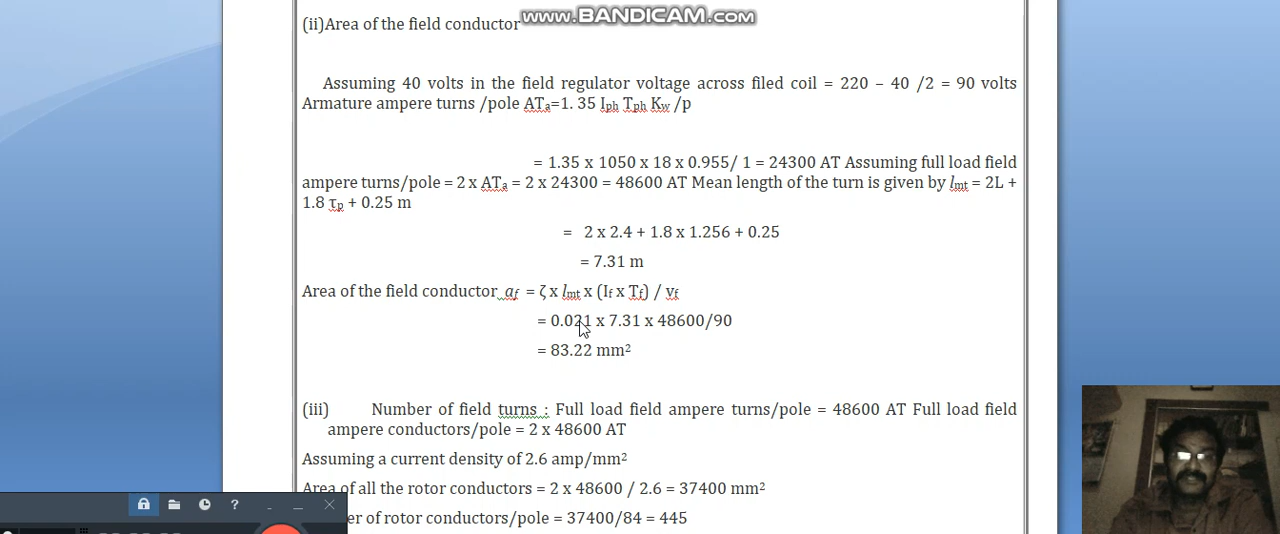 www.BANDICAM.com
(ii)Area of the field conductor
Assuming 40 volts in the field regulator voltage across filed coil = 220 – 40 /2 = 90 volts
Armature ampere turns /pole ATa=1. 35 Iph Tph Kw /p
= 1.35 x 1050 x 18 x 0.955/ 1 = 24300 AT Assuming full load field
ampere turns/pole = 2 x ATa = 2 x 24300 = 48600 AT Mean length of the turn is given by lmt = 2L +
1.8 τp + 0.25 m
= 2 x 2.4 + 1.8 x 1.256 + 0.25
= 7.31 m
Area of the field conductor af = ζ x lmt x (If x Tf) / vf
= 0.021 x 7.31 x 48600/90
= 83.22 mm²
(iii) Number of field turns : Full load field ampere turns/pole = 48600 AT Full load field
ampere conductors/pole = 2 x 48600 AT
Assuming a current density of 2.6 amp/mm²
Area of all the rotor conductors = 2 x 48600 / 2.6 = 37400 mm²
of rotor conductors/pole = 37400/84 = 445